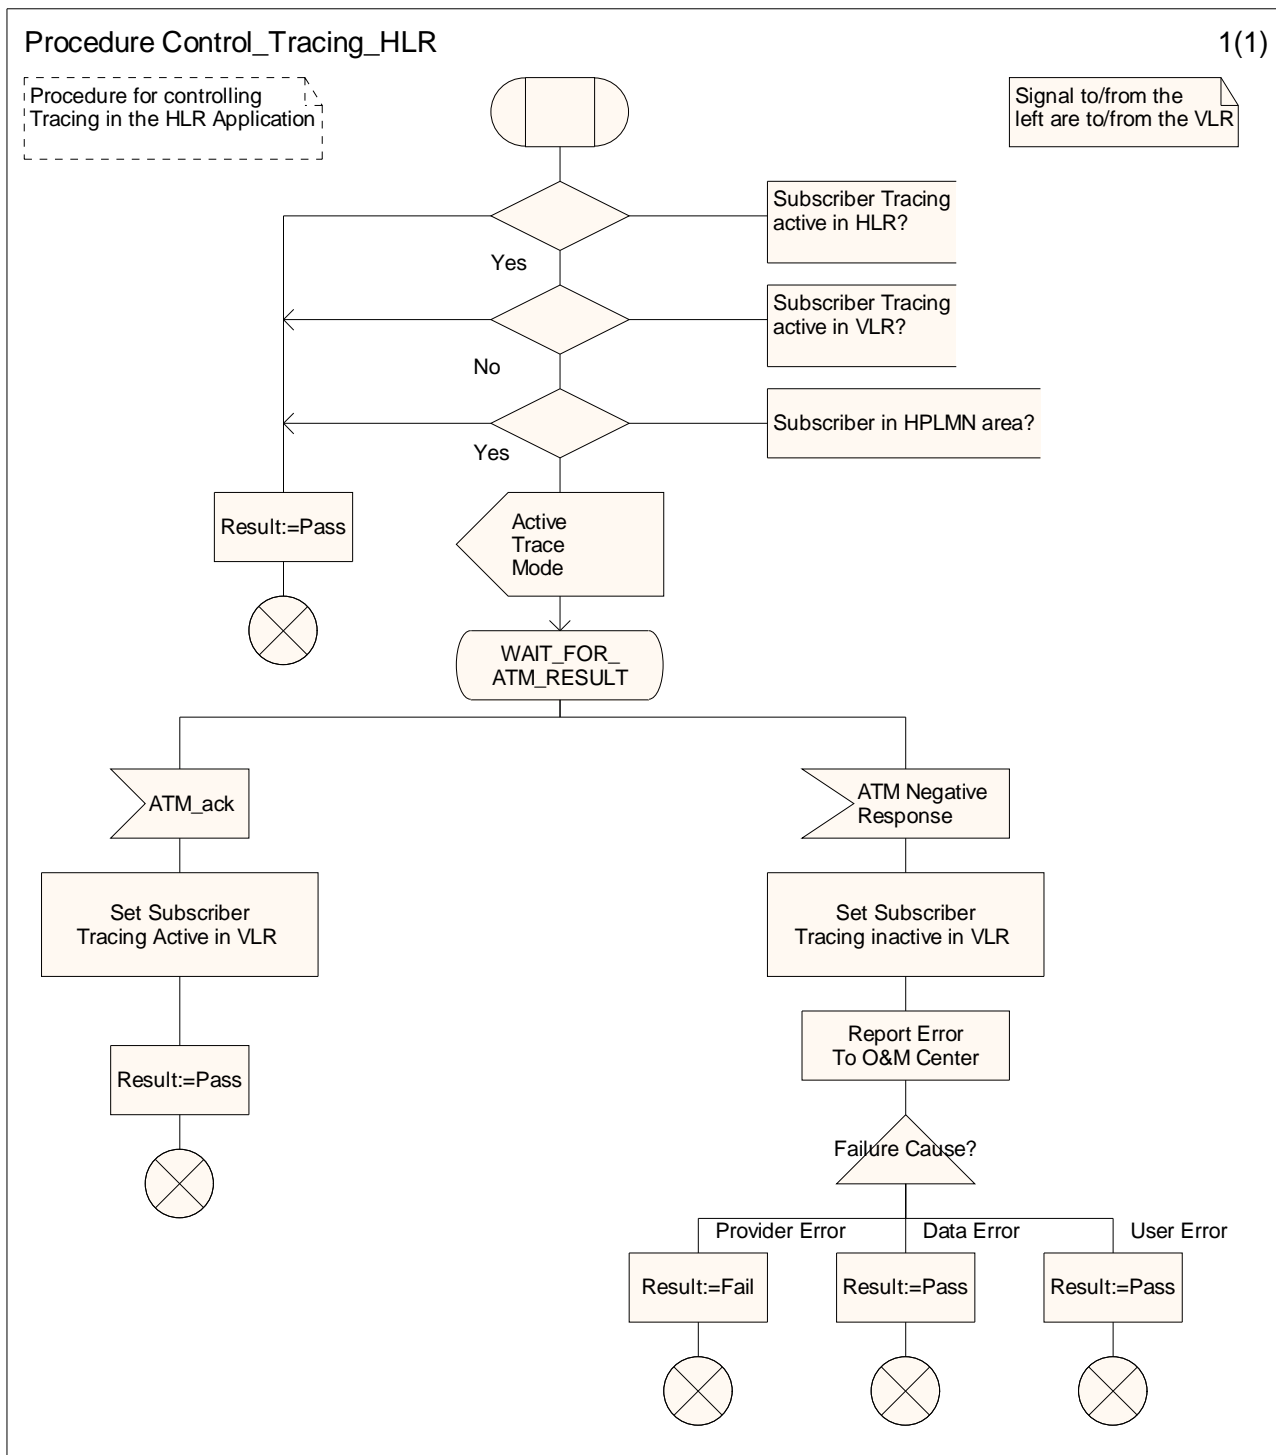 Procedure Control_Tracing_HLR
1(1)
Procedure for controlling
Tracing in the HLR Application
Signal to/from the
left are to/from the VLR
Subscriber Tracing
active in HLR?
Yes
Subscriber Tracing
active in VLR?
No
Subscriber in HPLMN area?
Yes
Result:=Pass
Active
Trace
Mode
WAIT_FOR_
ATM_RESULT
ATM_ack
ATM Negative
Response
Set Subscriber
Tracing Active in VLR
Set Subscriber
Tracing inactive in VLR
Report Error
To O&M Center
Result:=Pass
Failure Cause?
Provider Error
Data Error
User Error
Result:=Fail
Result:=Pass
Result:=Pass